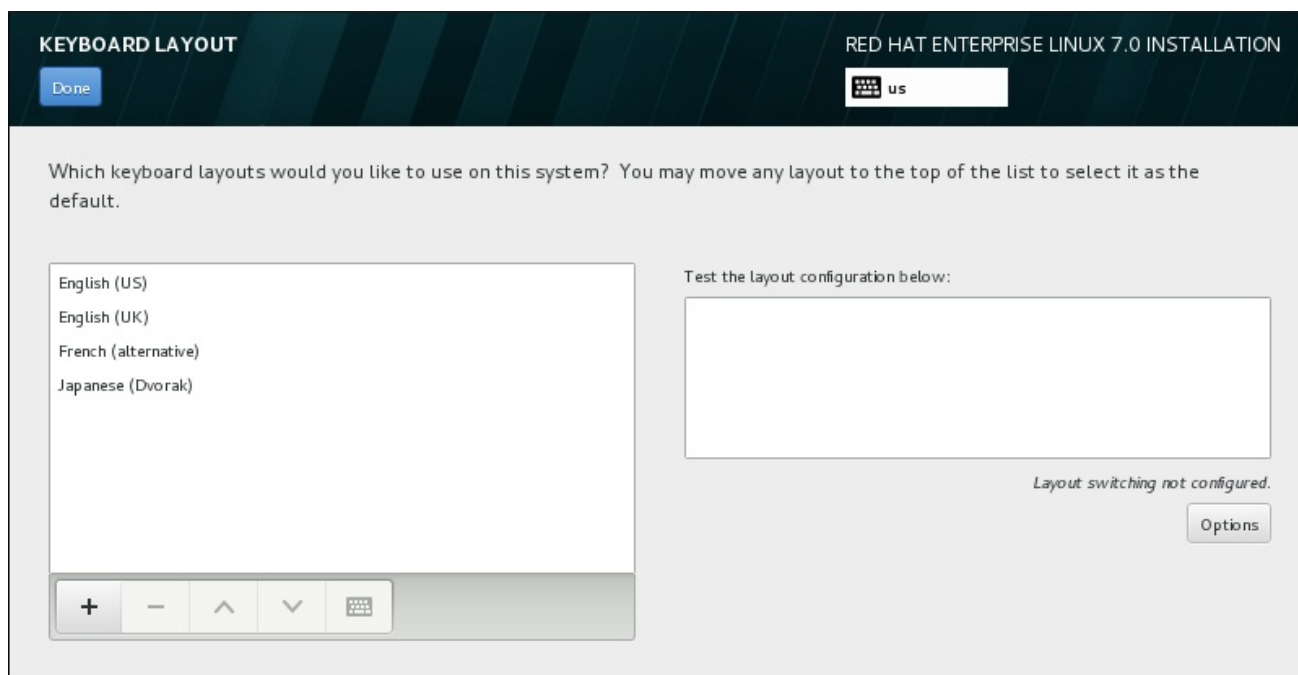 KEYBOARD LAYOUT
RED HAT ENTERPRISE LINUX 7.0 INSTALLATION
Done
us
Which keyboard layouts would you like to use on this system? You may move any layout to the top of the list to select it as the
default.
English (US)
English (UK)
French (alternative)
Japanese (Dvorak)
Test the layout configuration below:
Layout switching not configured.
Options